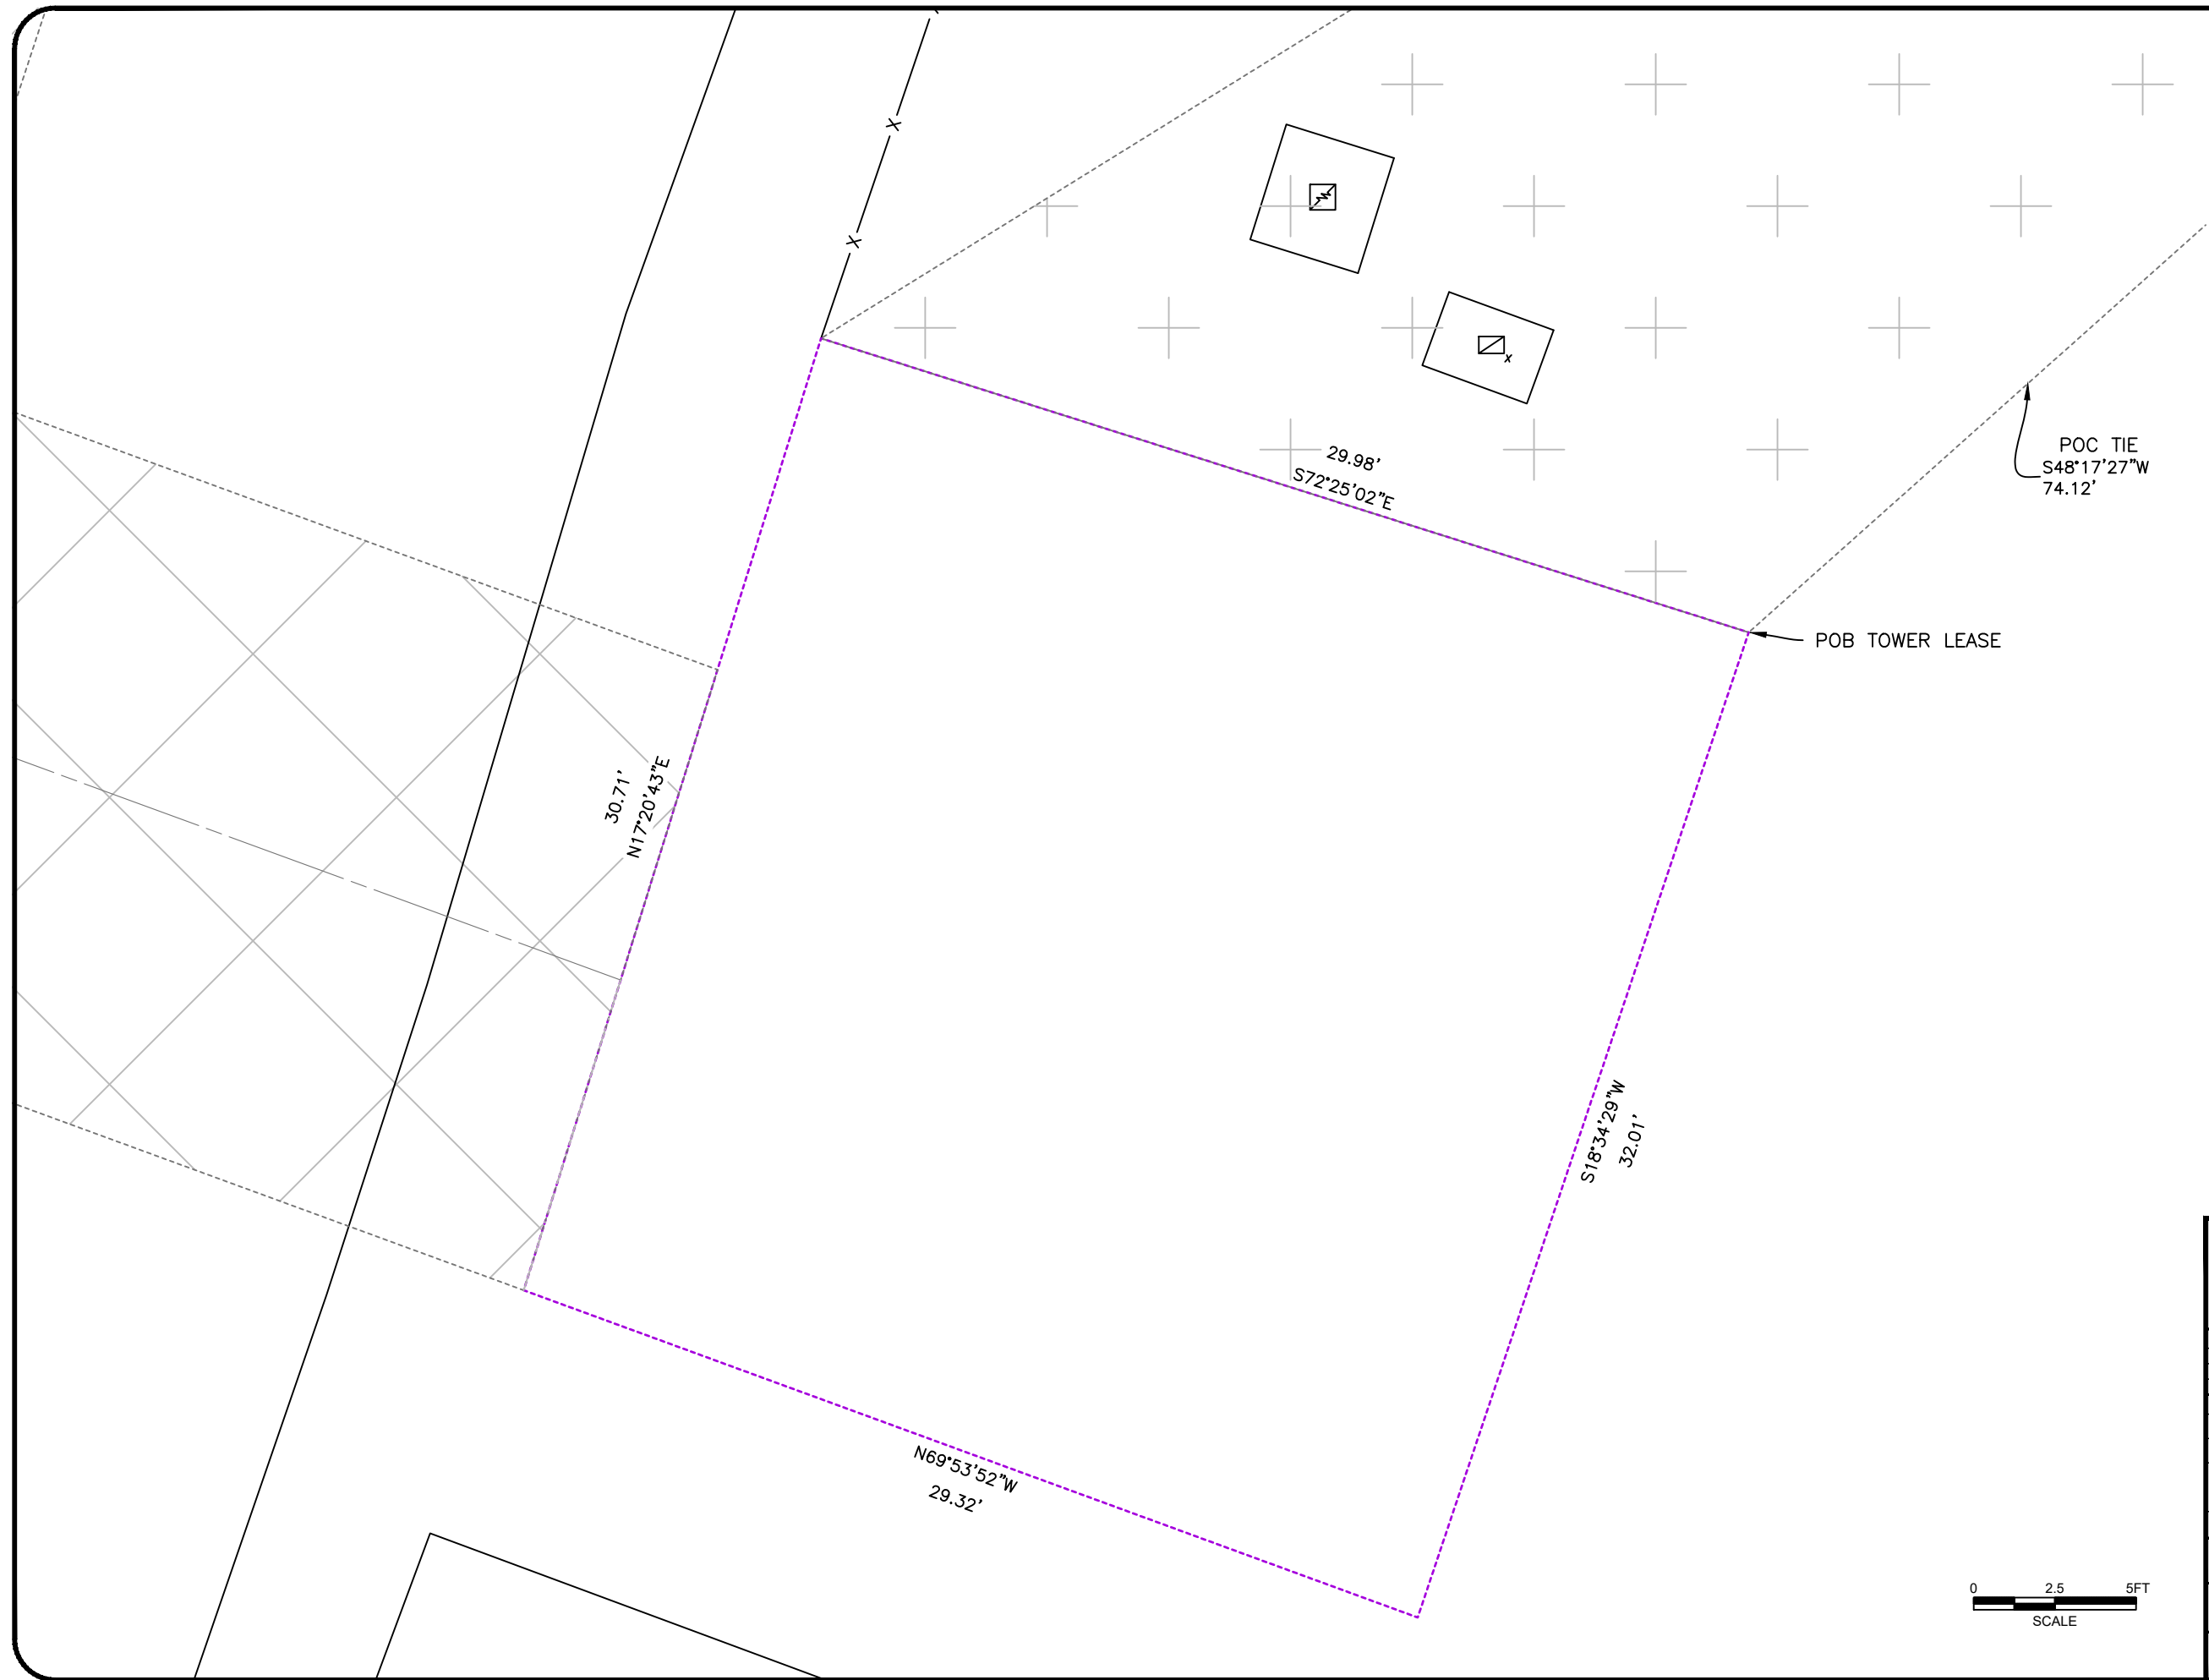 29.98'
S72°25'02"E
POC TIE
S48°17'27"W
74.12'
POB TOWER LEASE
30.71'
N17°20'43"E
S18°34'29"W
32.01'
N69°53'52"W
29.32'
0 2.5 5FT
SCALE